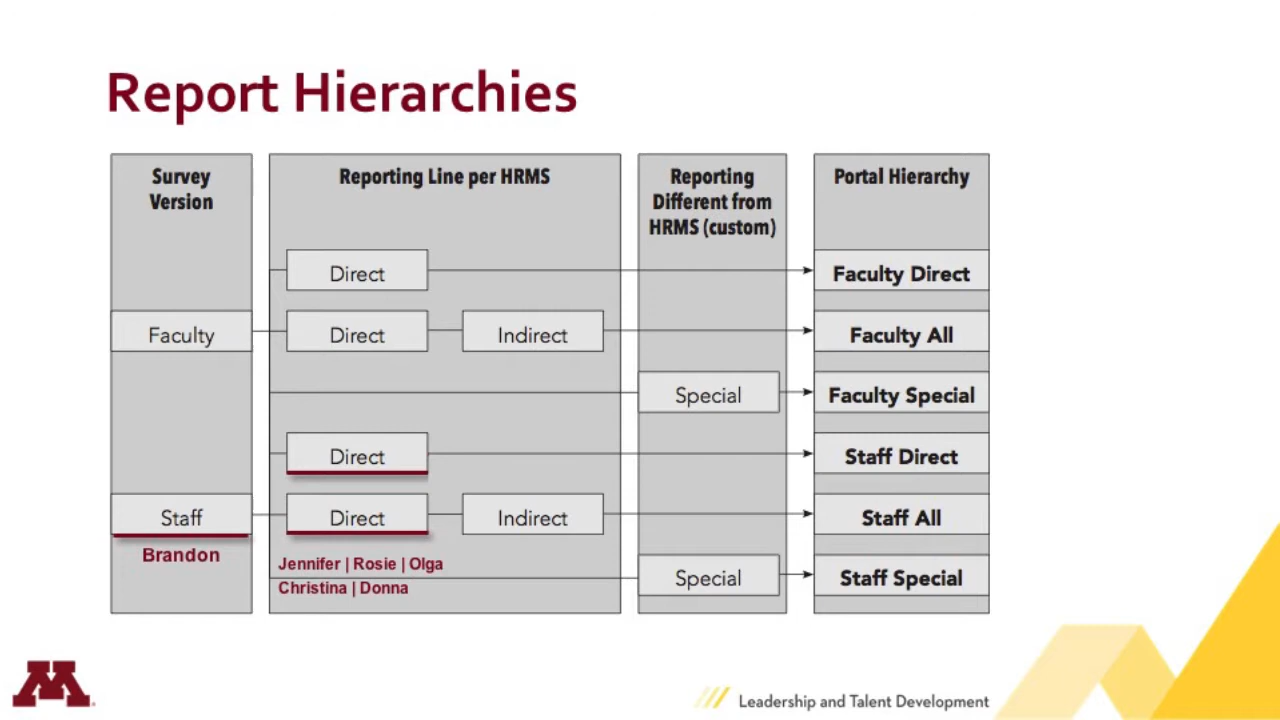 Report Hierarchies
Survey
Version
Reporting Line per HRMS
Reporting
Different from
HRMS (custom)
Portal Hierarchy
Direct
Faculty Direct
Faculty
Direct
Indirect
Faculty All
Special
Faculty Special
Direct
Staff Direct
Staff
Direct
Indirect
Staff All
Brandon
Jennifer | Rosie | Olga
Christina | Donna
Special
Staff Special
M
Leadership and Talent Development